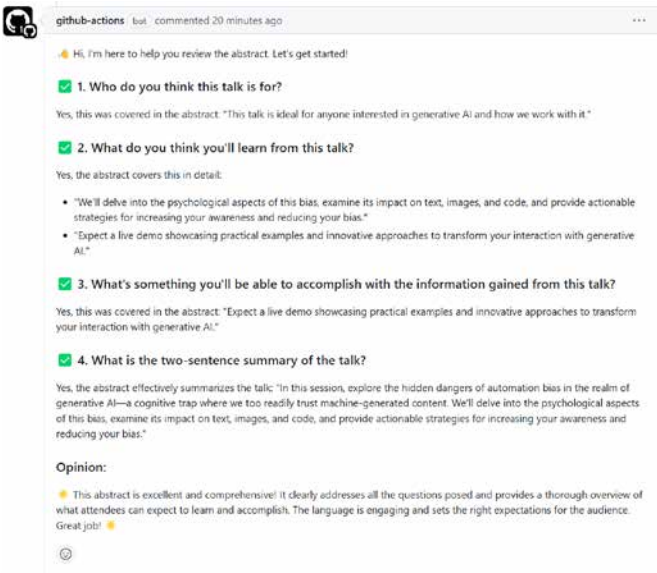 github-actions bot commented 20 minutes ago
👋 Hi, I'm here to help you review the abstract. Let's get started!
✅ 1. Who do you think this talk is for?
Yes, this was covered in the abstract: "This talk is ideal for anyone interested in generative AI and how we work with it."
✅ 2. What do you think you'll learn from this talk?
Yes, the abstract covers this in detail:
• "We'll delve into the psychological aspects of this bias, examine its impact on text, images, and code, and provide actionable
strategies for increasing your awareness and reducing your bias."
• "Expect a live demo showcasing practical examples and innovative approaches to transform your interaction with generative
AI."
✅ 3. What's something you'll be able to accomplish with the information gained from this talk?
Yes, this was covered in the abstract: "Expect a live demo showcasing practical examples and innovative approaches to transform
your interaction with generative AI."
✅ 4. What is the two-sentence summary of the talk?
Yes, the abstract effectively summarizes the talk: "In this session, explore the hidden dangers of automation bias in the realm of
generative AI—a cognitive trap where we too readily trust machine-generated content. We'll delve into the psychological aspects
of this bias, examine its impact on text, images, and code, and provide actionable strategies for increasing your awareness and
reducing your bias."
Opinion:
🌟 This abstract is excellent and comprehensive! It clearly addresses all the questions posed and provides a thorough overview of
what attendees can expect to learn and accomplish. The language is engaging and sets the right expectations for the audience.
Great job! 🌟